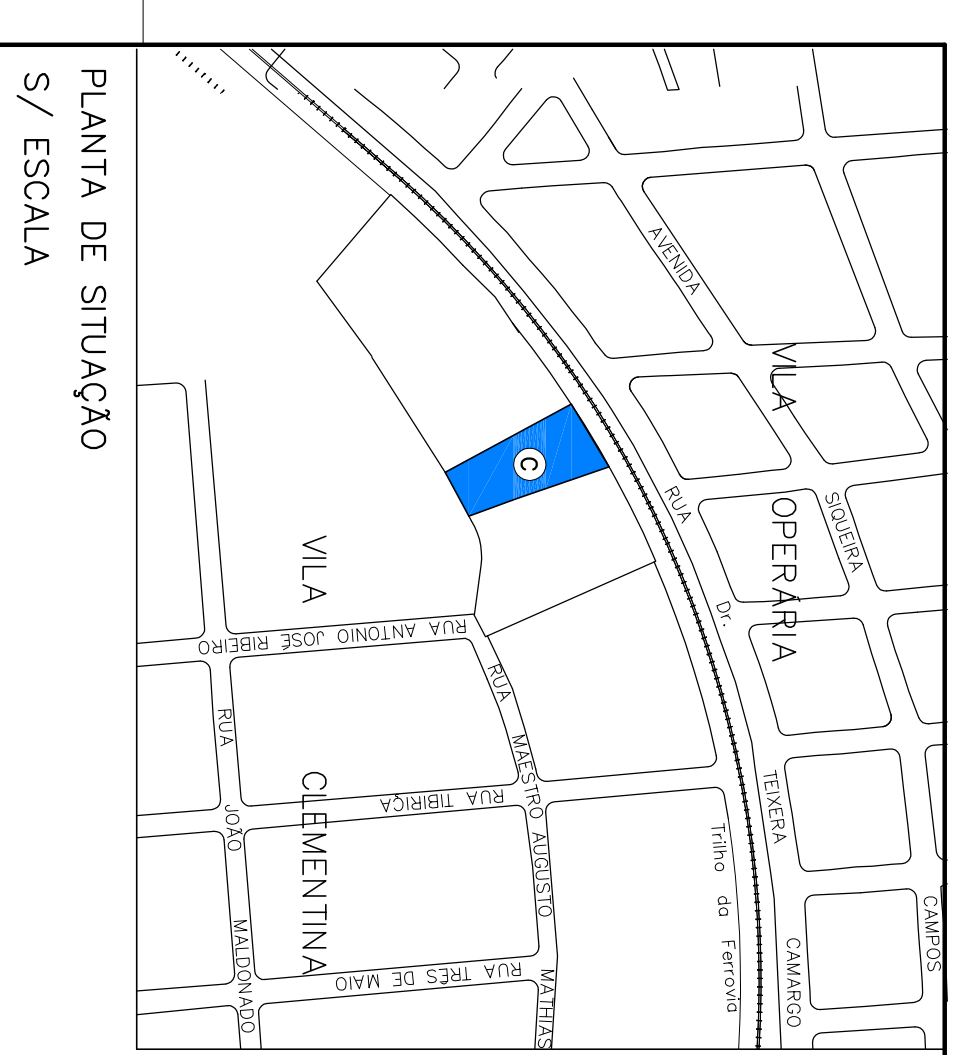 PLANTA DE SITUAÇÃO
S/ ESCALA
AVENIDA
SIQUEIRA
CAMPOS
VILA
OPERÁRIA
RUA
Dr.
TEIXERA
CAMARGO
Trilho da Ferrovia
C
VILA
CLEMENTINA
RUA ANTONIO JOSÉ RIBEIRO
RUA MAESTRO AUGUSTO MATHIAS
RUA TIBIRIÇA
RUA TRÊS DE MAIO
RUA JOÃO MALDONADO